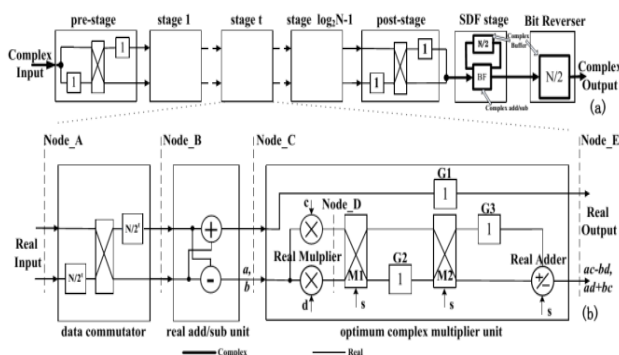 pre-stage stage 1 stage t stage log₂N-1 post-stage SDF stage Bit Reverser
Complex Input
1
1
1
1
N/2
Complex Buffer
BF
Complex add/sub
N/2
Complex Output
(a)
Node_A Node_B Node_C Node_E
Real Input
N/2ᵗ
N/2ᵗ
+
-
a, b
G1
1
c
Node_D
Real Mulplier
d
M1
s
G2
1
M2
s
G3
1
Real Adder
+/-
s
Real Output
ac-bd, ad+bc
(b)
data commutator real add/sub unit optimum complex multiplier unit
Complex Real